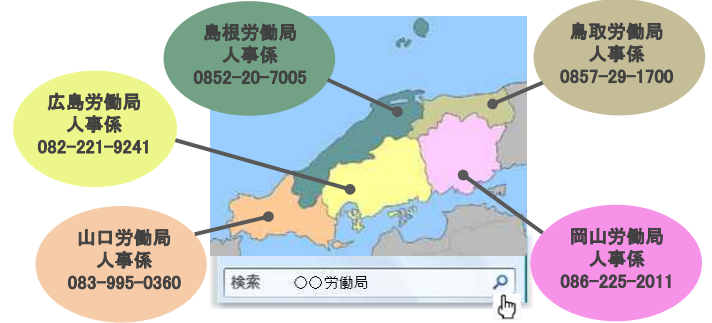 島根労働局
人事係
0852-20-7005
鳥取労働局
人事係
0857-29-1700
広島労働局
人事係
082-221-9241
山口労働局
人事係
083-995-0360
岡山労働局
人事係
086-225-2011
検索 ○○労働局